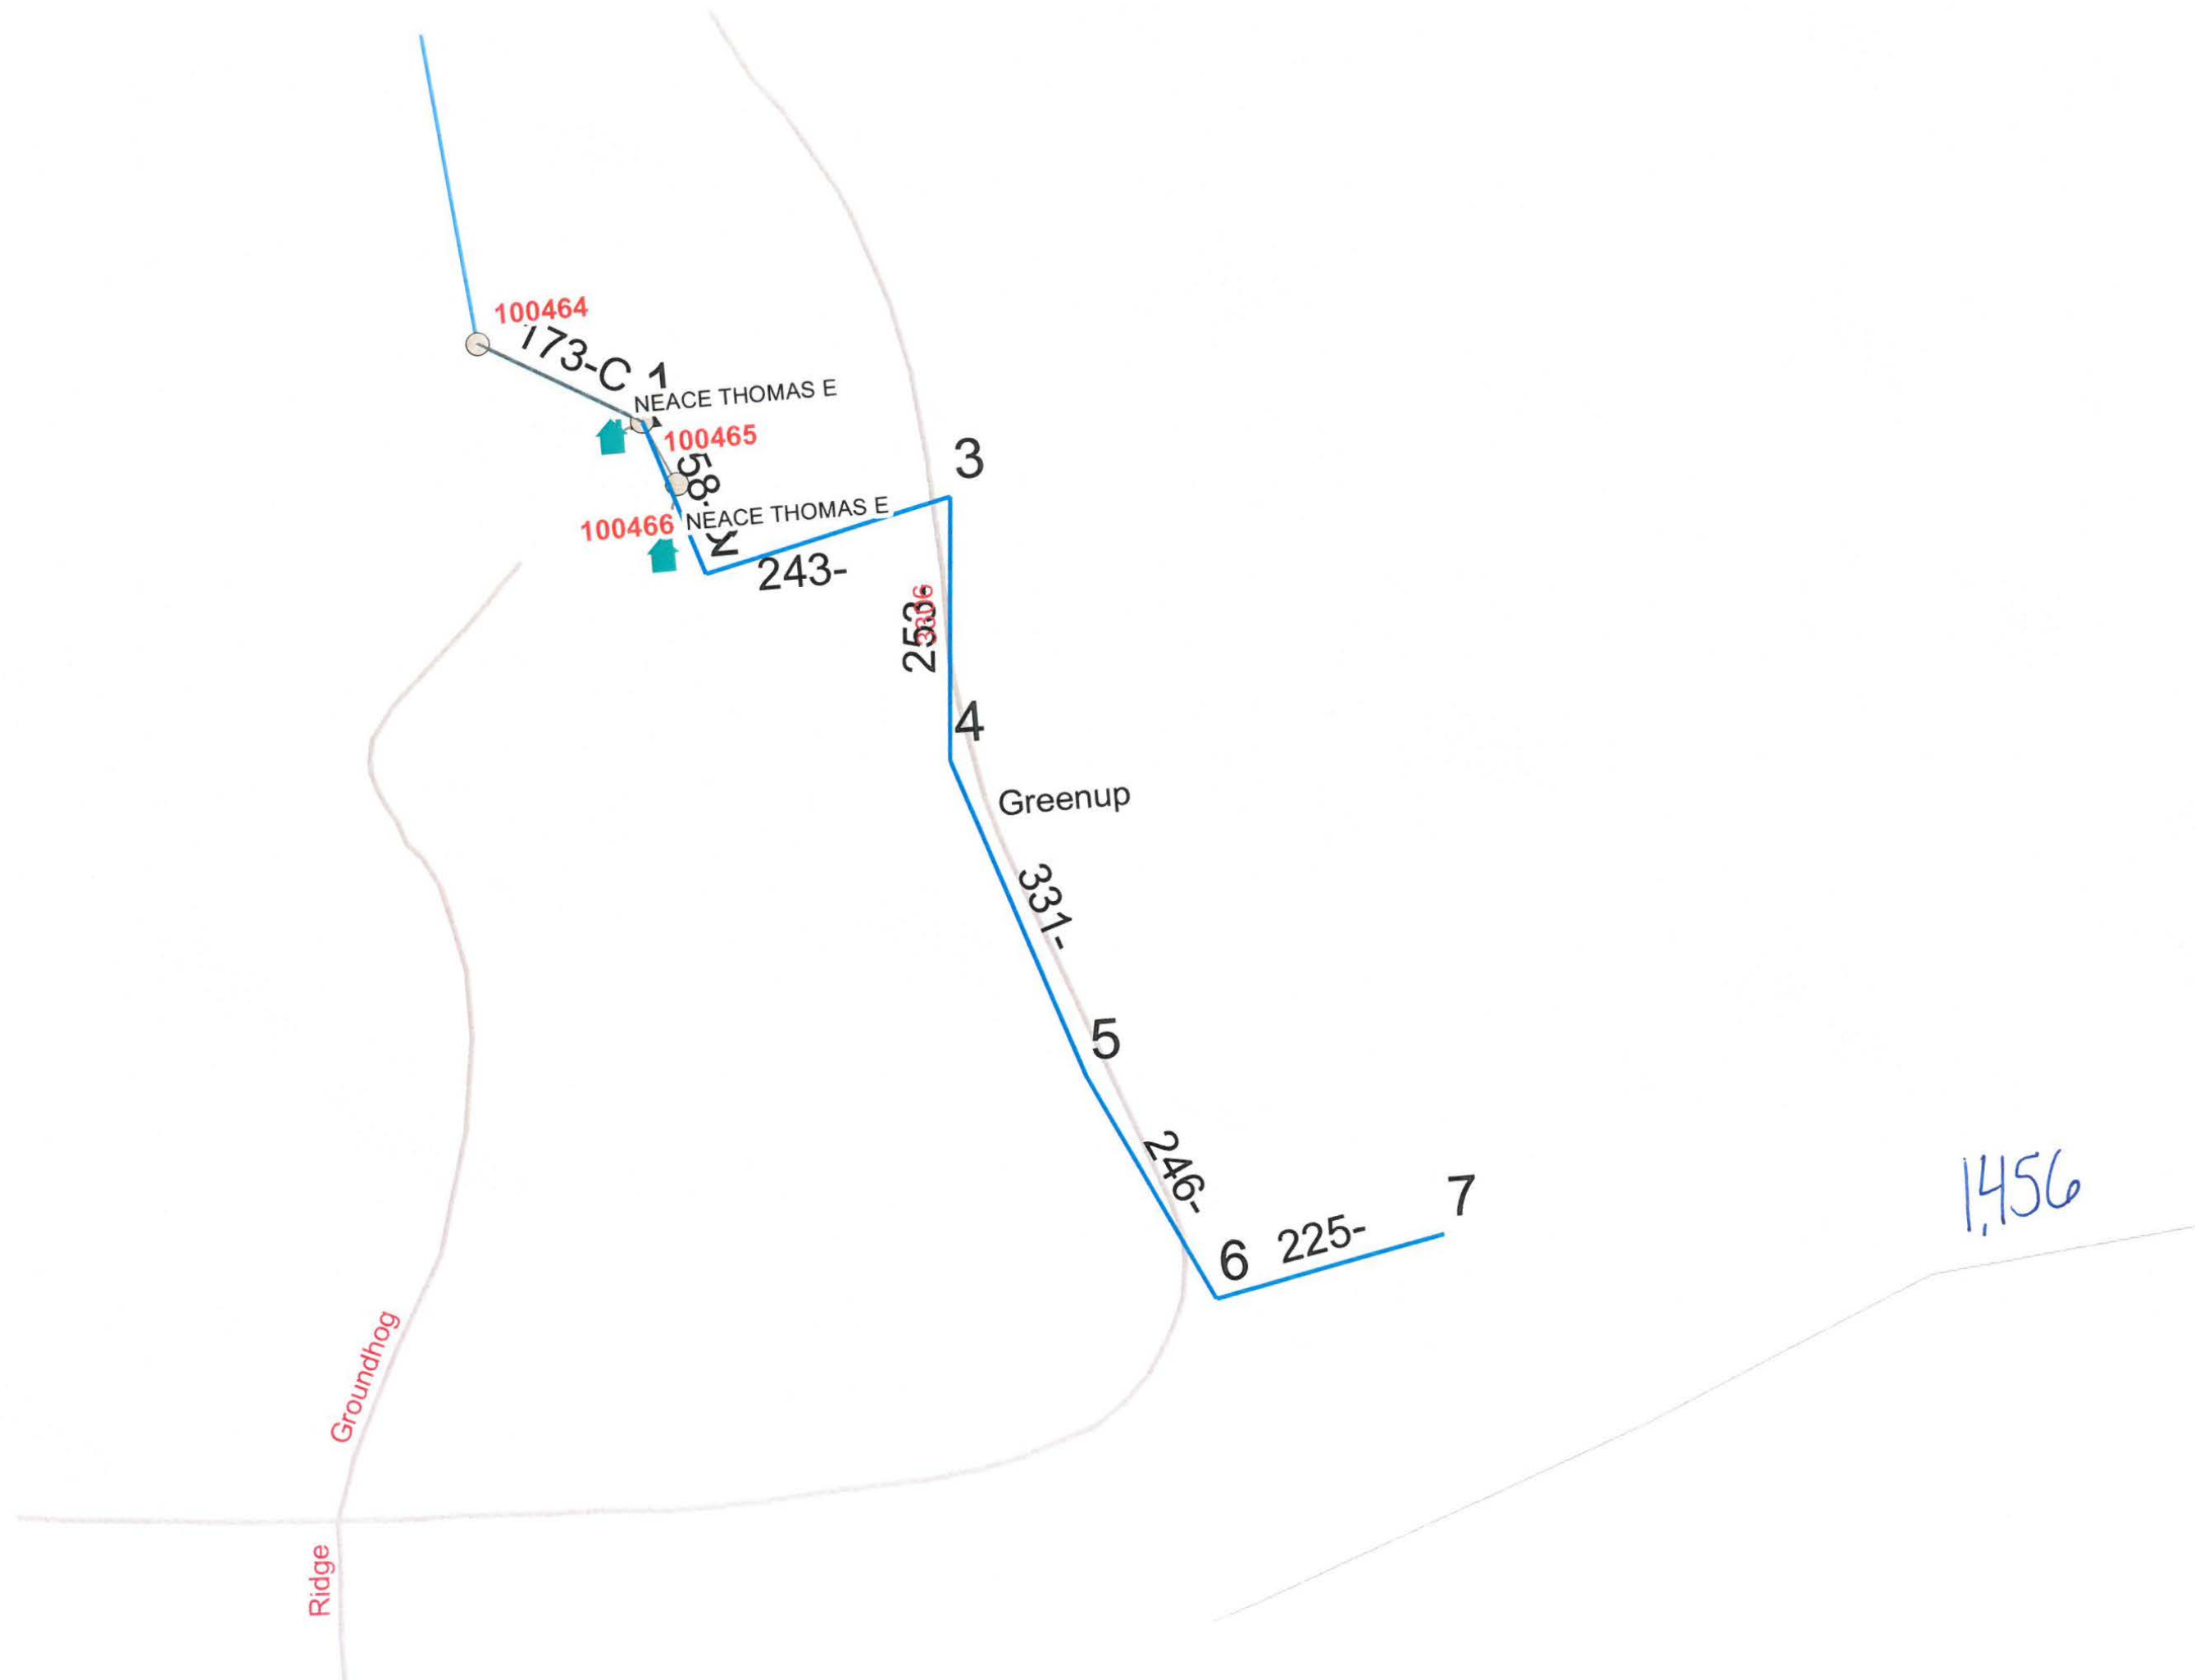 100464
173-C
1
NEACE THOMAS E
100465
58-
NEACE THOMAS E
100466
3
243-
253-
4
Greenup
331-
5
246-
6
225-
7
1,456
Groundhog
Ridge